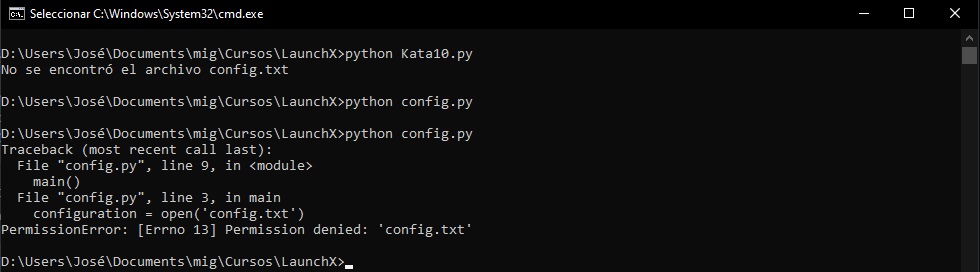 Seleccionar C:\Windows\System32\cmd.exe
D:\Users\José\Documents\mig\Cursos\LaunchX>python Kata10.py
No se encontró el archivo config.txt
D:\Users\José\Documents\mig\Cursos\LaunchX>python config.py
D:\Users\José\Documents\mig\Cursos\LaunchX>python config.py
Traceback (most recent call last):
  File "config.py", line 9, in <module>
    main()
  File "config.py", line 3, in main
    configuration = open('config.txt')
PermissionError: [Errno 13] Permission denied: 'config.txt'
D:\Users\José\Documents\mig\Cursos\LaunchX>